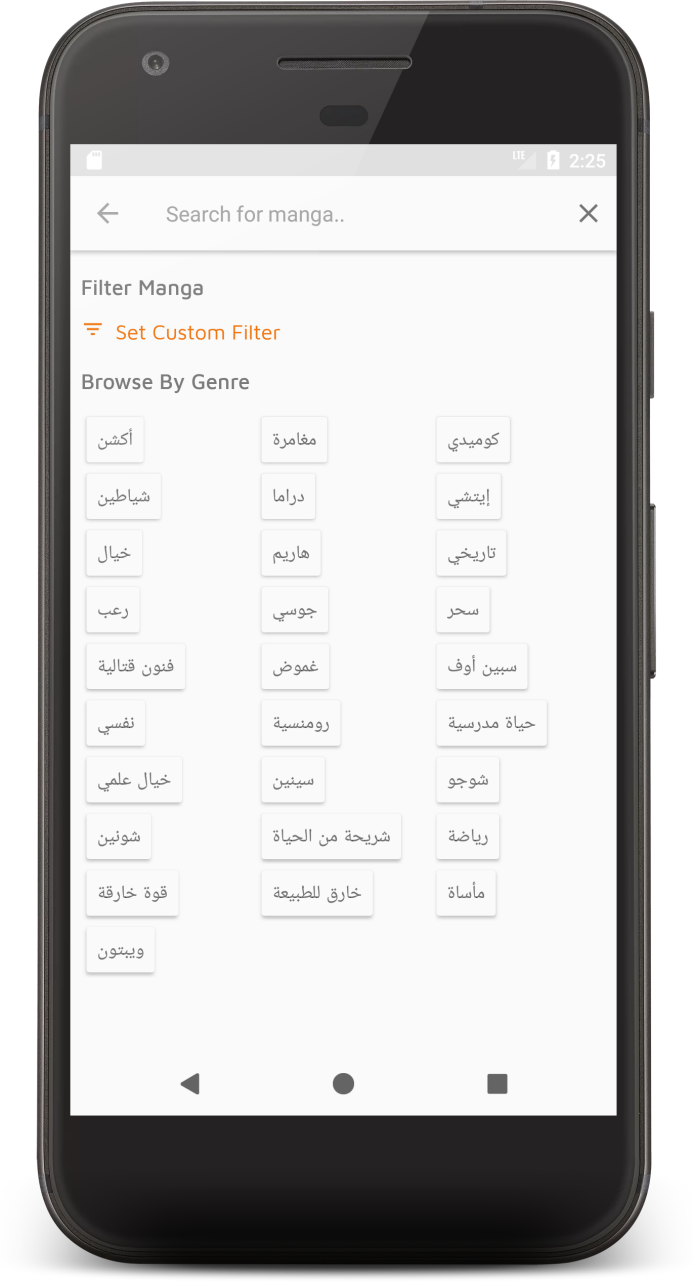 LTE 2:25
Search for manga..
Filter Manga
Set Custom Filter
Browse By Genre
أكشن مغامرة كوميدي
شياطين دراما إيتشي
خيال هاريم تاريخي
رعب جوسي سحر
فنون قتالية غموض سبين أوف
نفسي رومنسية حياة مدرسية
خيال علمي سينين شوجو
شونين شريحة من الحياة رياضة
قوة خارقة خارق للطبيعة مأساة
ويبتون